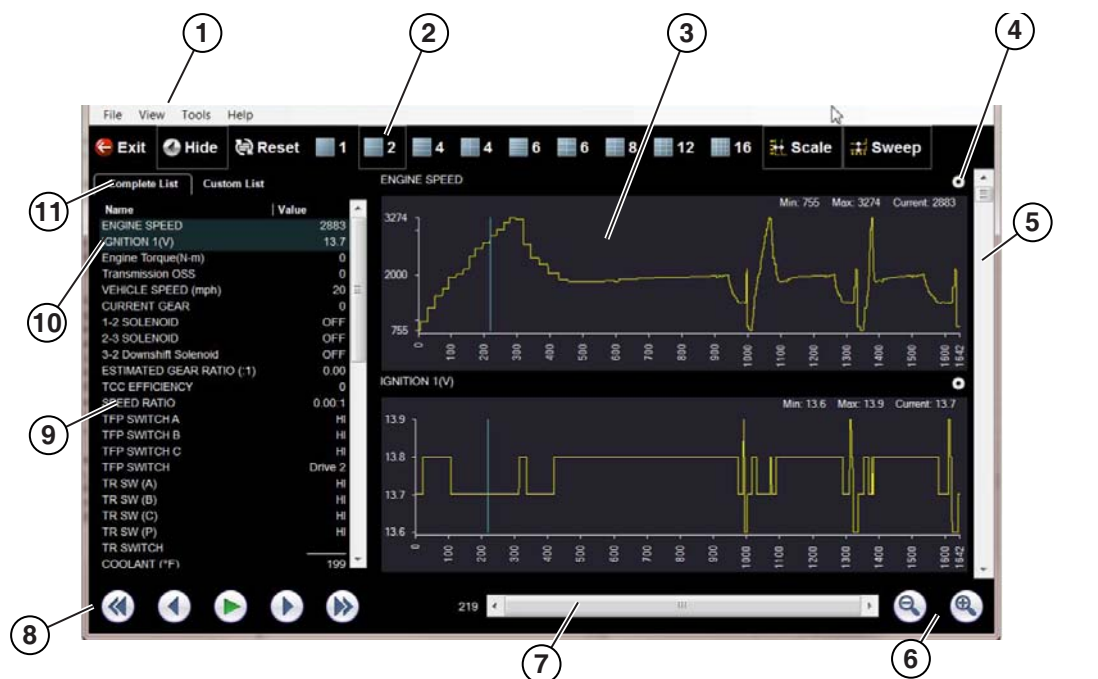 1
2
3
4
File View Tools Help
Exit Hide Reset 1 2 4 4 6 6 8 12 16 Scale Sweep
Complete List Custom List
11
Name Value
ENGINE SPEED 2883
IGNITION 1(V) 13.7
Engine Torque(N-m) 0
Transmission OSS 0
VEHICLE SPEED (mph) 20
CURRENT GEAR 0
1-2 SOLENOID OFF
2-3 SOLENOID OFF
3-2 Downshift Solenoid OFF
ESTIMATED GEAR RATIO (:1) 0.00
TCC EFFICIENCY 0
SPEED RATIO 0.00:1
TFP SWITCH A HI
TFP SWITCH B HI
TFP SWITCH C HI
TFP SWITCH Drive 2
TR SW (A) HI
TR SW (B) HI
TR SW (C) HI
TR SW (P) HI
TR SWITCH
COOLANT (°F) 199
10
9
ENGINE SPEED
Min: 755 Max: 3274 Current: 2883
3274
2000
755
0 100 200 300 400 500 600 700 800 900 1000 1100 1200 1300 1400 1500 1600 1642
5
IGNITION 1(V)
Min: 13.6 Max: 13.9 Current: 13.7
13.9
13.8
13.7
13.6
0 100 200 300 400 500 600 700 800 900 1000 1100 1200 1300 1400 1500 1600 1642
219
8
7
6